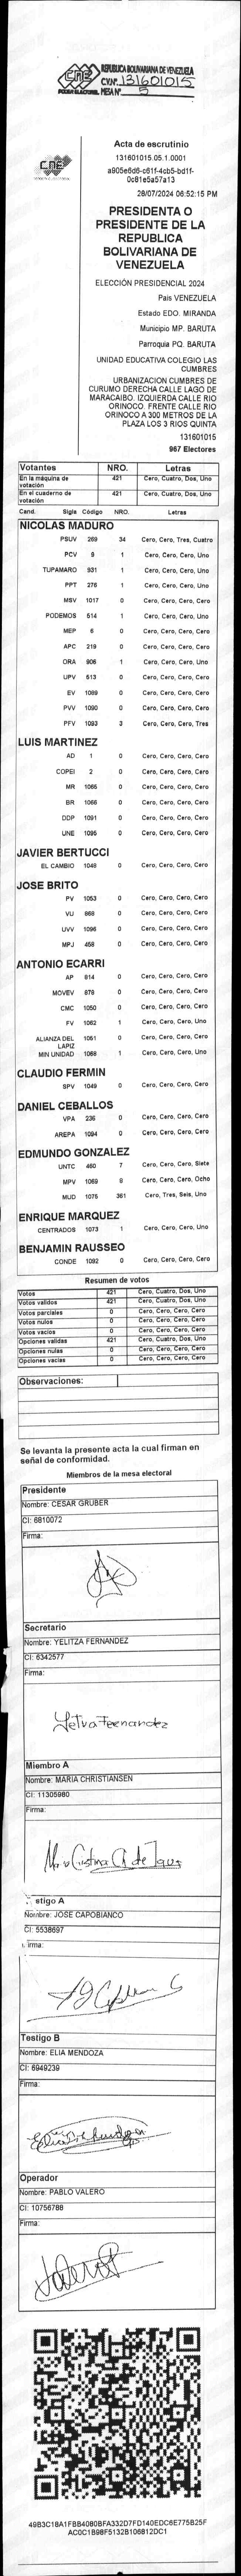 CNE
PODER ELECTORAL
REPUBLICA BOLIVARIANA DE VENEZUELA
C.V.Nº 131601015
MESA Nº 5
CNE
Acta de escrutinio
131601015.05.1.0001
a905e6d6-c61f-4cb5-bd1f-
0c81e5a57a13
28/07/2024 06:52:15 PM
PRESIDENTA O
PRESIDENTE DE LA
REPUBLICA
BOLIVARIANA DE
VENEZUELA
ELECCIÓN PRESIDENCIAL 2024
Pais VENEZUELA
Estado EDO. MIRANDA
Municipio MP. BARUTA
Parroquia PQ. BARUTA
UNIDAD EDUCATIVA COLEGIO LAS
CUMBRES
URBANIZACIÓN CUMBRES DE
CURUMO DERECHA CALLE LAGO DE
MARACAIBO. IZQUIERDA CALLE RIO
ORINOCO. FRENTE CALLE RIO
ORINOCO A 300 METROS DE LA
PLAZA LOS 3 RIOS QUINTA
131601015
967 Electores
Votantes NRO. Letras
En la máquina de votación 421 Cero, Cuatro, Dos, Uno
En el cuaderno de votación 421 Cero, Cuatro, Dos, Uno
Cand. Sigla Código NRO. Letras
NICOLAS MADURO
PSUV 269 34 Cero, Cero, Tres, Cuatro
PCV 9 1 Cero, Cero, Cero, Uno
TUPAMARO 931 1 Cero, Cero, Cero, Uno
PPT 276 1 Cero, Cero, Cero, Uno
MSV 1017 0 Cero, Cero, Cero, Cero
PODEMOS 514 1 Cero, Cero, Cero, Uno
MEP 6 0 Cero, Cero, Cero, Cero
APC 219 0 Cero, Cero, Cero, Cero
ORA 906 1 Cero, Cero, Cero, Uno
UPV 513 0 Cero, Cero, Cero, Cero
EV 1089 0 Cero, Cero, Cero, Cero
PVV 1090 0 Cero, Cero, Cero, Cero
PFV 1093 3 Cero, Cero, Cero, Tres
LUIS MARTINEZ
AD 1 0 Cero, Cero, Cero, Cero
COPEI 2 0 Cero, Cero, Cero, Cero
MR 1065 0 Cero, Cero, Cero, Cero
BR 1066 0 Cero, Cero, Cero, Cero
DDP 1091 0 Cero, Cero, Cero, Cero
UNE 1095 0 Cero, Cero, Cero, Cero
JAVIER BERTUCCI
EL CAMBIO 1048 0 Cero, Cero, Cero, Cero
JOSE BRITO
PV 1053 0 Cero, Cero, Cero, Cero
VU 868 0 Cero, Cero, Cero, Cero
UVV 1096 0 Cero, Cero, Cero, Cero
MPJ 458 0 Cero, Cero, Cero, Cero
ANTONIO ECARRI
AP 814 0 Cero, Cero, Cero, Cero
MOVEV 878 0 Cero, Cero, Cero, Cero
CMC 1050 0 Cero, Cero, Cero, Cero
FV 1062 1 Cero, Cero, Cero, Uno
ALIANZA DEL LAPIZ 1061 0 Cero, Cero, Cero, Cero
MIN UNIDAD 1068 1 Cero, Cero, Cero, Uno
CLAUDIO FERMIN
SPV 1049 0 Cero, Cero, Cero, Cero
DANIEL CEBALLOS
VPA 236 0 Cero, Cero, Cero, Cero
AREPA 1094 0 Cero, Cero, Cero, Cero
EDMUNDO GONZALEZ
UNTC 460 7 Cero, Cero, Cero, Siete
MPV 1069 8 Cero, Cero, Cero, Ocho
MUD 1075 361 Cero, Tres, Seis, Uno
ENRIQUE MARQUEZ
CENTRADOS 1073 1 Cero, Cero, Cero, Uno
BENJAMIN RAUSSEO
CONDE 1092 0 Cero, Cero, Cero, Cero
Resumen de votos
Votos 421 Cero, Cuatro, Dos, Uno
Votos validos 421 Cero, Cuatro, Dos, Uno
Votos parciales 0 Cero, Cero, Cero, Cero
Votos nulos 0 Cero, Cero, Cero, Cero
Votos vacíos 0 Cero, Cero, Cero, Cero
Opciones validas 421 Cero, Cuatro, Dos, Uno
Opciones nulas 0 Cero, Cero, Cero, Cero
Opciones vacias 0 Cero, Cero, Cero, Cero
Observaciones:
Se levanta la presente acta la cual firman en
señal de conformidad.
Miembros de la mesa electoral
Presidente
Nombre: CESAR GRUBER
CI: 6810072
Firma:
Secretario
Nombre: YELITZA FERNANDEZ
CI: 6342577
Firma:
Miembro A
Nombre: MARIA CHRISTIANSEN
CI: 11305980
Firma:
stigo A
Nombre: JOSE CAPOBIANCO
CI: 5538697
irma:
Testigo B
Nombre: ELIA MENDOZA
CI: 6949239
Firma:
Operador
Nombre: PABLO VALERO
CI: 10756788
Firma:
49B3C18A1FBB4080BFA332D7FD140EDC6E775B25F
AC0C1B98F5132B106812DC1